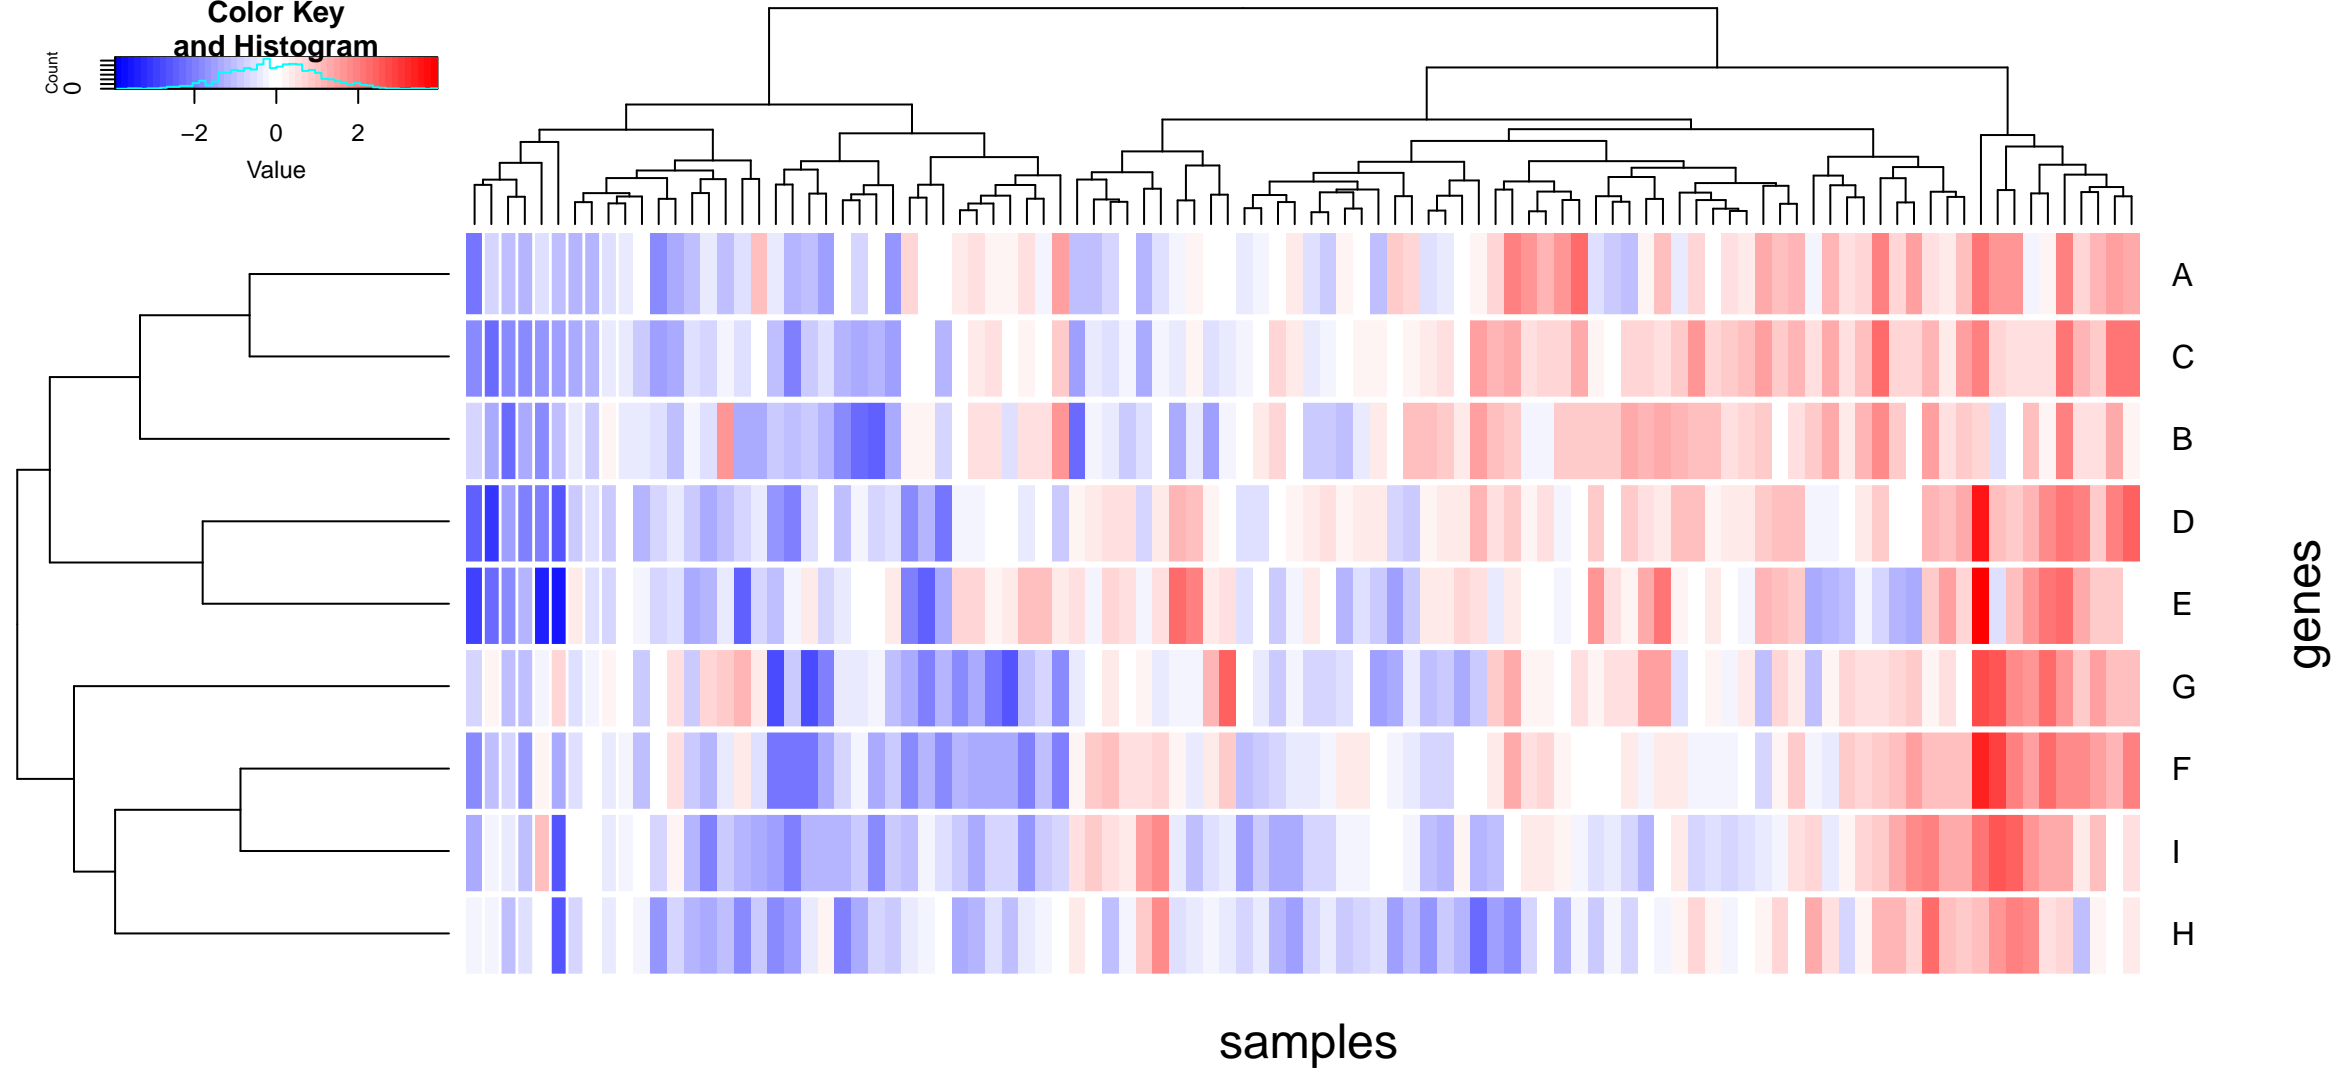 Color Key
and Histogram
Count
0
−2 0 2
Value
A
C
B
D
E
G
F
I
H
genes
samples